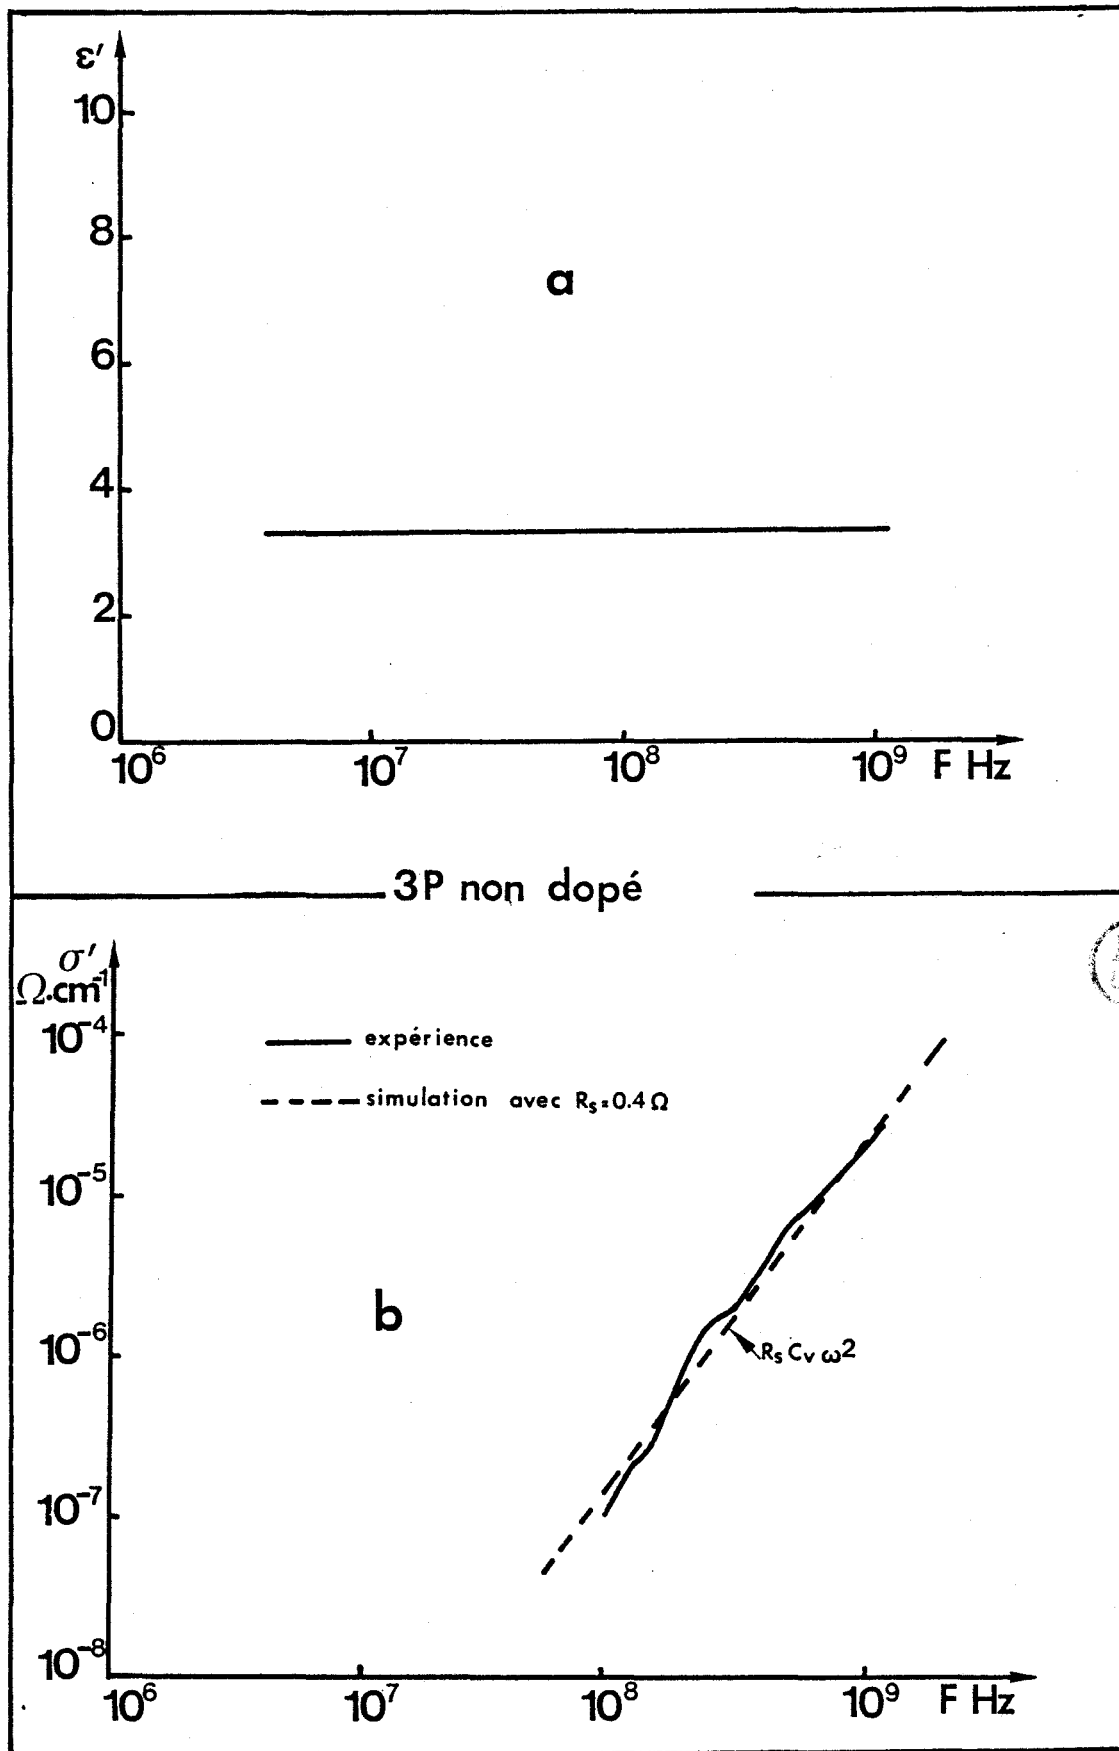 ε′
10
8
a
6
4
2
0
10⁶ 10⁷ 10⁸ 10⁹ F Hz
3P non dopé
σ′
Ω.cm⁻¹
10⁻⁴
expérience
simulation avec Rₛ=0.4 Ω
10⁻⁵
b
10⁻⁶
Rₛ Cᵥ ω²
10⁻⁷
10⁻⁸
10⁶ 10⁷ 10⁸ 10⁹ F Hz